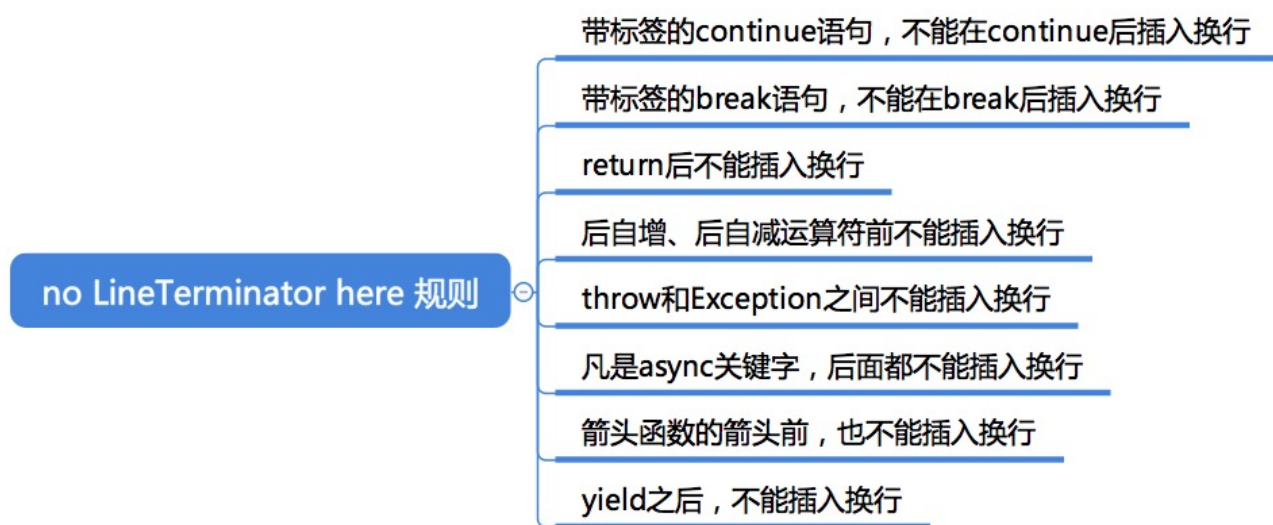 带标签的continue语句，不能在continue后插入换行
带标签的break语句，不能在break后插入换行
return后不能插入换行
后自增、后自减运算符前不能插入换行
no LineTerminator here 规则
throw和Exception之间不能插入换行
凡是async关键字，后面都不能插入换行
箭头函数的箭头前，也不能插入换行
yield之后，不能插入换行